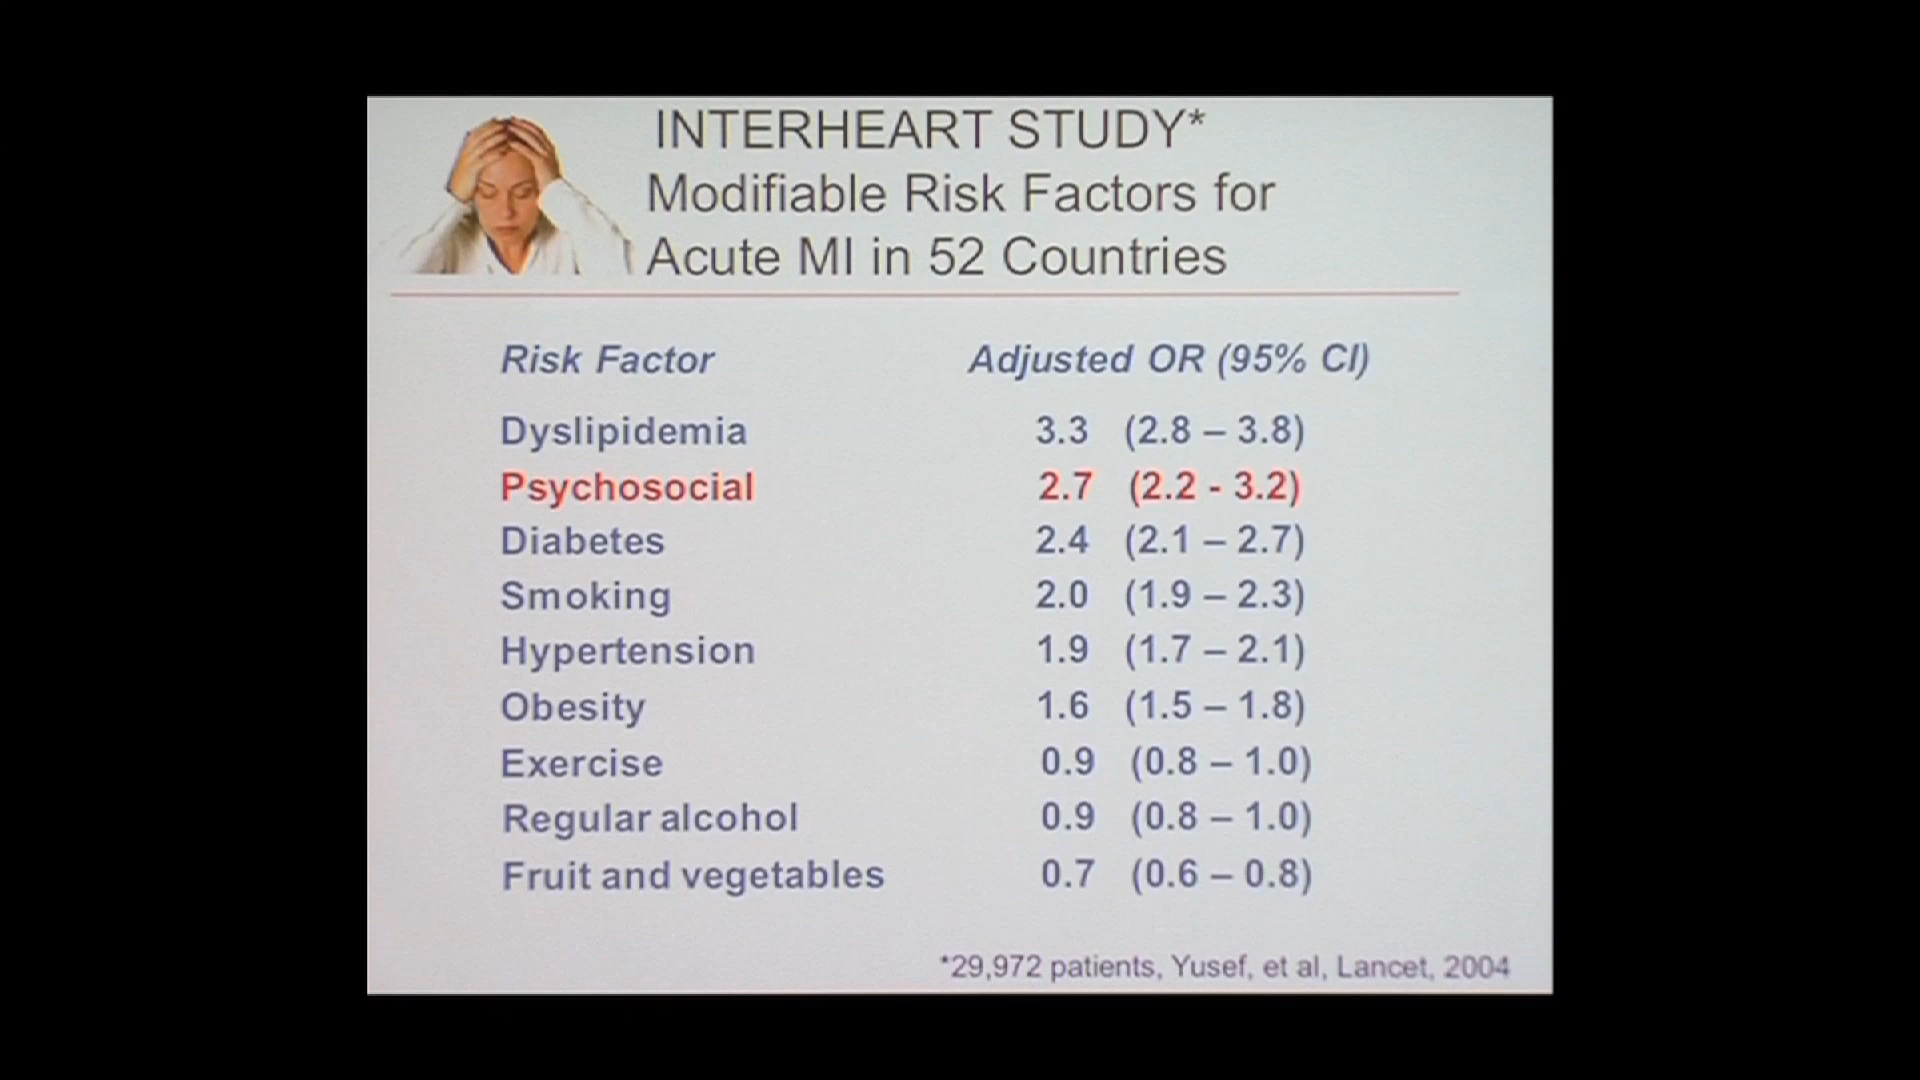 INTERHEART STUDY*
Modifiable Risk Factors for
Acute MI in 52 Countries
Risk Factor Adjusted OR (95% CI)
Dyslipidemia 3.3 (2.8 – 3.8)
Psychosocial 2.7 (2.2 - 3.2)
Diabetes 2.4 (2.1 – 2.7)
Smoking 2.0 (1.9 – 2.3)
Hypertension 1.9 (1.7 – 2.1)
Obesity 1.6 (1.5 – 1.8)
Exercise 0.9 (0.8 – 1.0)
Regular alcohol 0.9 (0.8 – 1.0)
Fruit and vegetables 0.7 (0.6 – 0.8)
*29,972 patients, Yusef, et al, Lancet, 2004